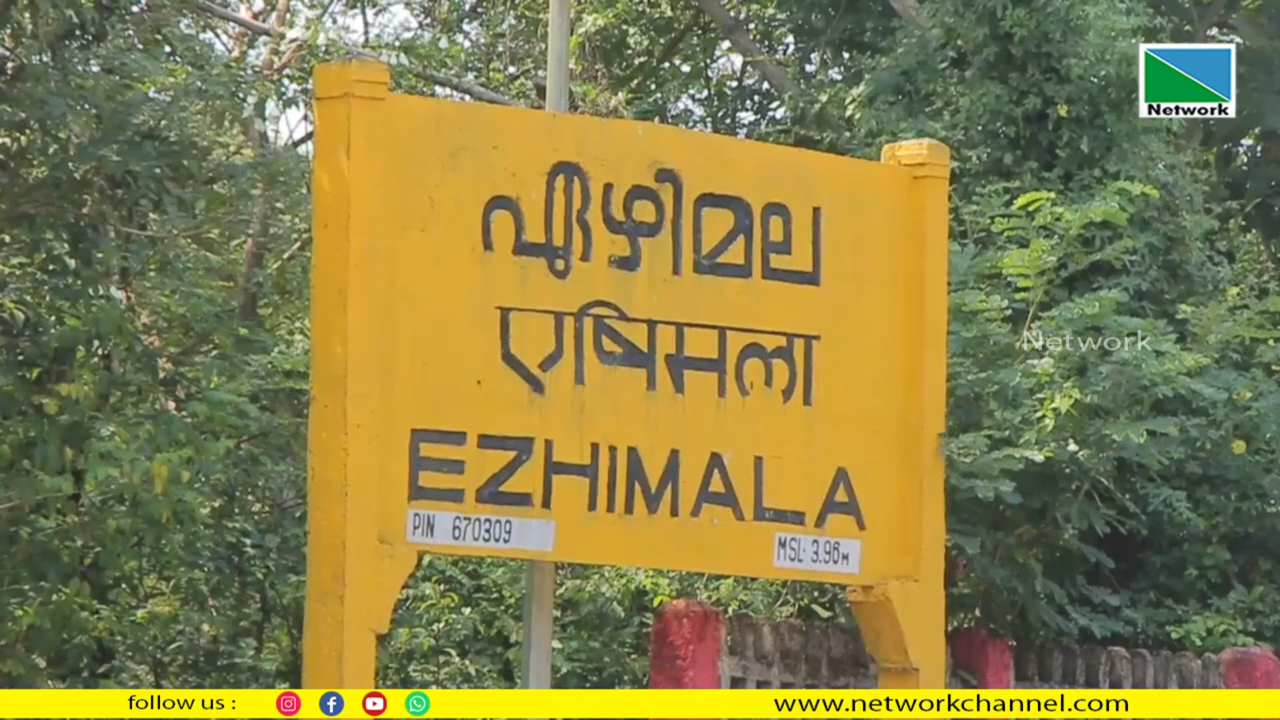 Network
ഏഴിമല
एषिमला
Network
EZHIMALA
PIN 670309
MSL- 3.96M
follow us :
www.networkchannel.com